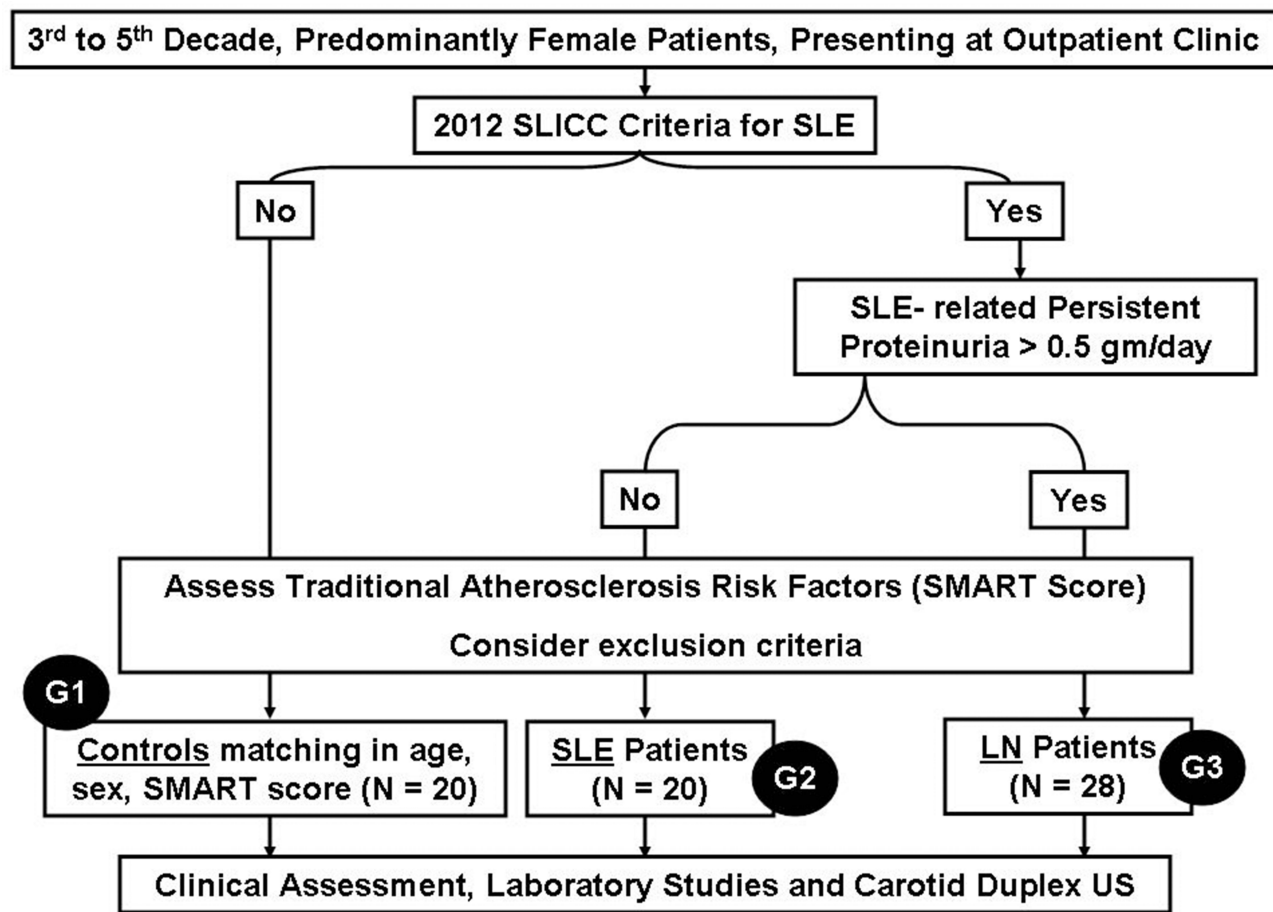 3rd to 5th Decade, Predominantly Female Patients, Presenting at Outpatient Clinic
2012 SLICC Criteria for SLE
No
Yes
SLE- related Persistent
Proteinuria > 0.5 gm/day
No
Yes
Assess Traditional Atherosclerosis Risk Factors (SMART Score)
Consider exclusion criteria
G1
Controls matching in age,
sex, SMART score (N = 20)
SLE Patients
(N = 20)
G2
LN Patients
(N = 28)
G3
Clinical Assessment, Laboratory Studies and Carotid Duplex US